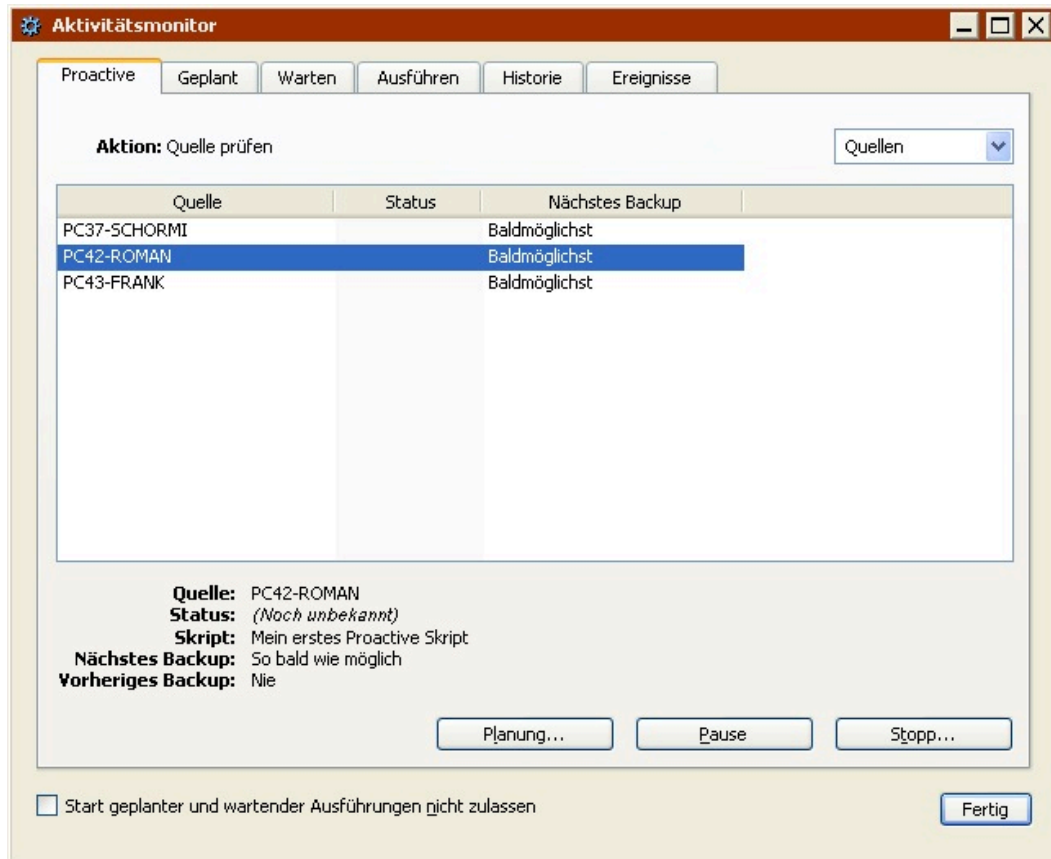 Aktivitätsmonitor
Proactive Geplant Warten Ausführen Historie Ereignisse
Aktion: Quelle prüfen Quellen
Quelle Status Nächstes Backup
PC37-SCHORMI Baldmöglichst
PC42-ROMAN Baldmöglichst
PC43-FRANK Baldmöglichst
Quelle: PC42-ROMAN
Status: (Noch unbekannt)
Skript: Mein erstes Proactive Skript
Nächstes Backup: So bald wie möglich
Vorheriges Backup: Nie
Planung... Pause Stopp...
Start geplanter und wartender Ausführungen nicht zulassen Fertig